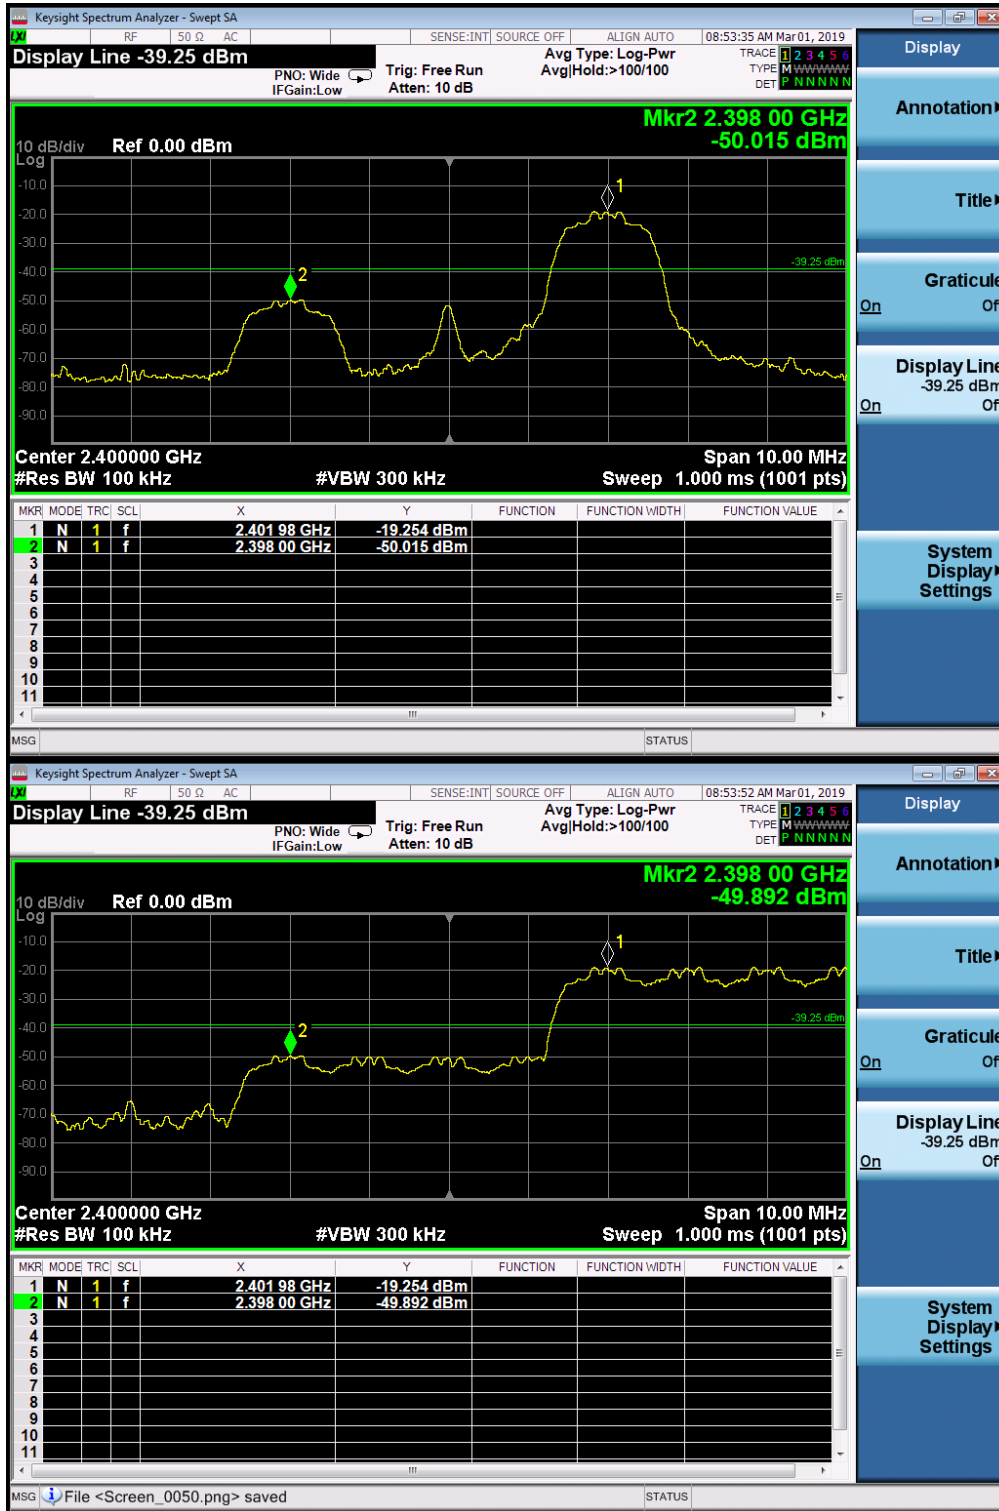 Keysight Spectrum Analyzer - Swept SA
LXI RF 50 Ω AC SENSE:INT SOURCE OFF ALIGN AUTO 08:53:35 AM Mar 01, 2019
Display Line -39.25 dBm
PNO: Wide
IFGain:Low
Trig: Free Run
Atten: 10 dB
Avg Type: Log-Pwr
Avg|Hold:>100/100
TRACE 1 2 3 4 5 6
TYPE M WWWWW
DET P N N N N N
Mkr2 2.398 00 GHz
-50.015 dBm
10 dB/div Ref 0.00 dBm
Log
-10.0
-20.0
-30.0
-40.0
-50.0
-60.0
-70.0
-80.0
-90.0
1
2
-39.25 dBm
Center 2.400000 GHz Span 10.00 MHz
#Res BW 100 kHz #VBW 300 kHz Sweep 1.000 ms (1001 pts)
MKR MODE TRC SCL X Y FUNCTION FUNCTION WIDTH FUNCTION VALUE
1 N 1 f 2.401 98 GHz -19.254 dBm
2 N 1 f 2.398 00 GHz -50.015 dBm
3
4
5
6
7
8
9
10
11
MSG STATUS
Display
Annotation
Title
Graticule
On Of
Display Line
-39.25 dBm
On Of
System
Display
Settings
Keysight Spectrum Analyzer - Swept SA
LXI RF 50 Ω AC SENSE:INT SOURCE OFF ALIGN AUTO 08:53:52 AM Mar 01, 2019
Display Line -39.25 dBm
PNO: Wide
IFGain:Low
Trig: Free Run
Atten: 10 dB
Avg Type: Log-Pwr
Avg|Hold:>100/100
TRACE 1 2 3 4 5 6
TYPE M WWWWW
DET P N N N N N
Mkr2 2.398 00 GHz
-49.892 dBm
10 dB/div Ref 0.00 dBm
Log
-10.0
-20.0
-30.0
-40.0
-50.0
-60.0
-70.0
-80.0
-90.0
1
2
-39.25 dBm
Center 2.400000 GHz Span 10.00 MHz
#Res BW 100 kHz #VBW 300 kHz Sweep 1.000 ms (1001 pts)
MKR MODE TRC SCL X Y FUNCTION FUNCTION WIDTH FUNCTION VALUE
1 N 1 f 2.401 98 GHz -19.254 dBm
2 N 1 f 2.398 00 GHz -49.892 dBm
3
4
5
6
7
8
9
10
11
MSG File <Screen_0050.png> saved STATUS
Display
Annotation
Title
Graticule
On Of
Display Line
-39.25 dBm
On Of
System
Display
Settings